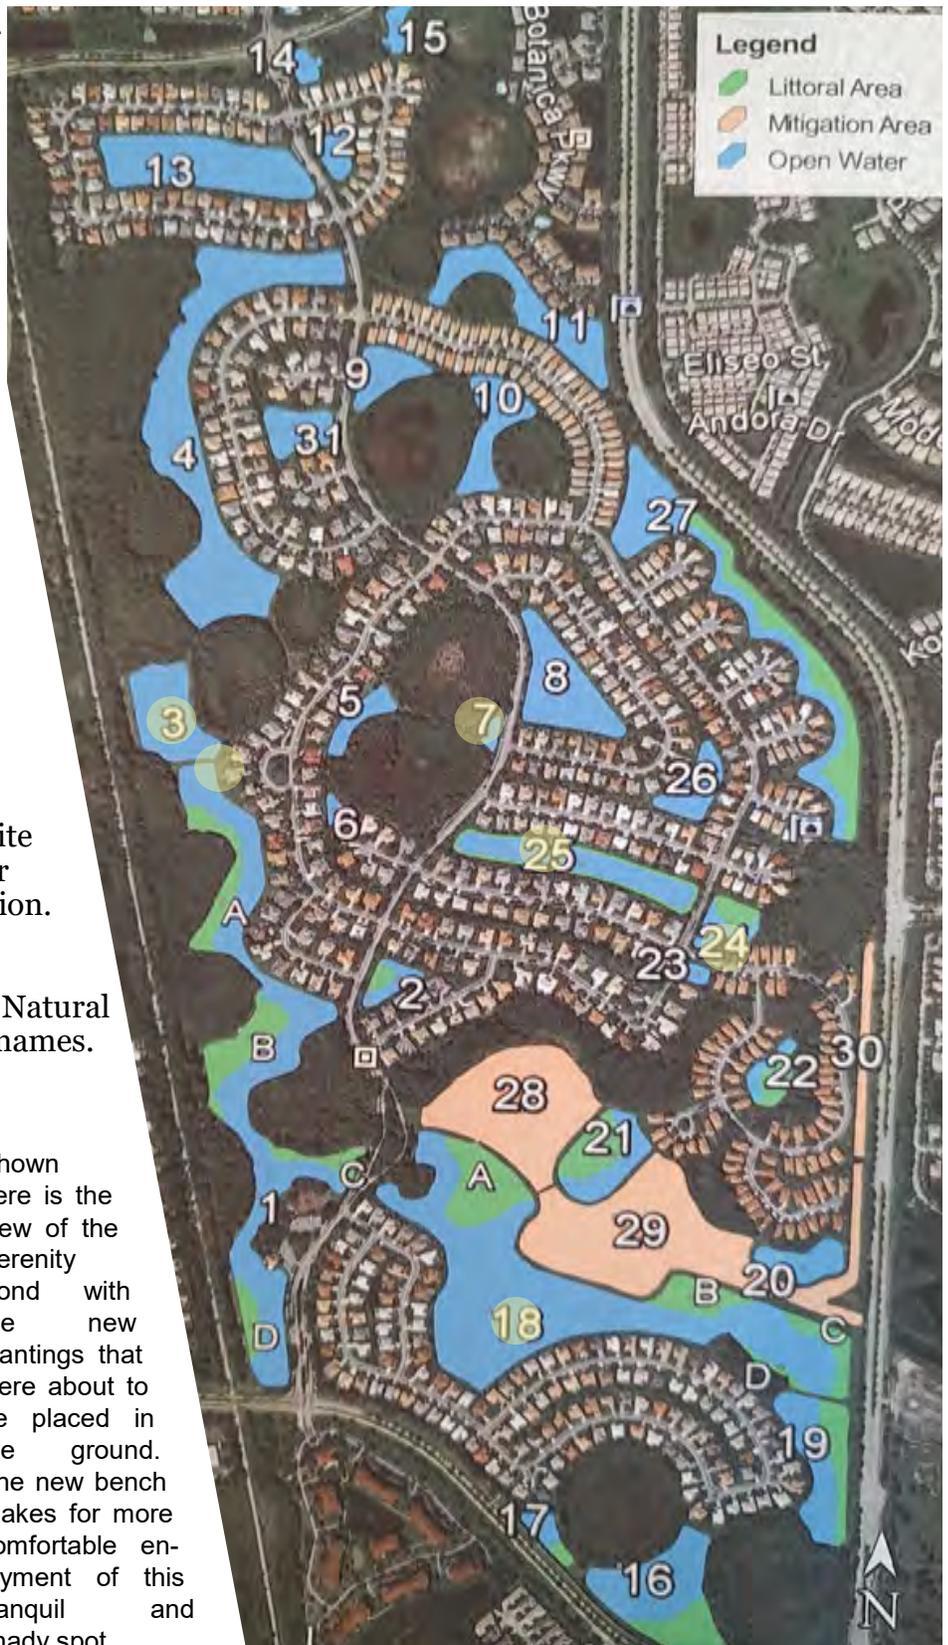 Legend
Littoral Area
Mitigation Area
Open Water
Botanica Pkwy
15
14
12
13
11
Eliseo St
Andora Dr
9
10
31
4
27
8
5
3
7
26
6
25
A
24
23
2
B
30
22
28
21
C
A
1
29
20
B
18
C
D
D
19
17
16
N
ite
r
ion.
Natural
names.
hown
ere is the
ew of the
erenity
ond with
e new
antings that
ere about to
e placed in
e ground.
he new bench
akes for more
omfortable en-
yment of this
anquil and
hady spot